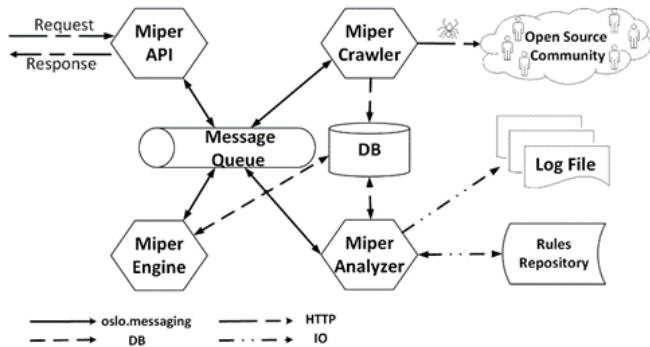 Request
Response
Miper
API
Miper
Crawler
Open Source
Community
Message
Queue
DB
Log File
Miper
Engine
Miper
Analyzer
Rules
Repository
oslo.messaging
HTTP
DB
IO